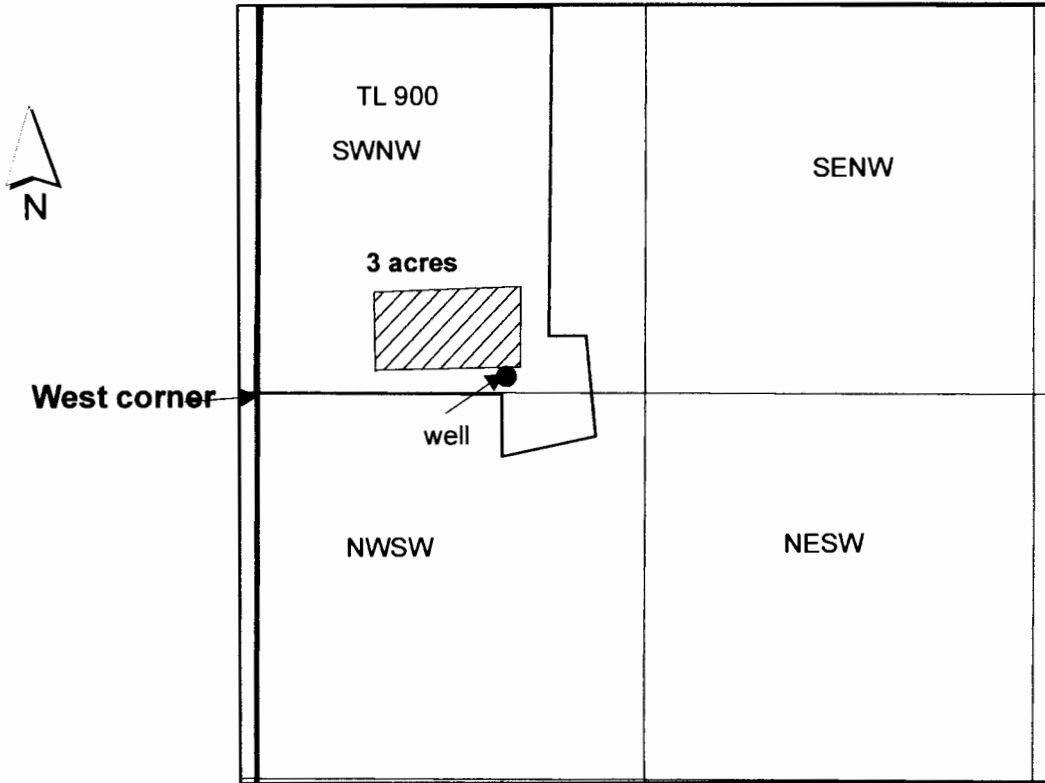 TL 900
SWNW
SENW
N
3 acres
West corner
well
NWSW
NESW